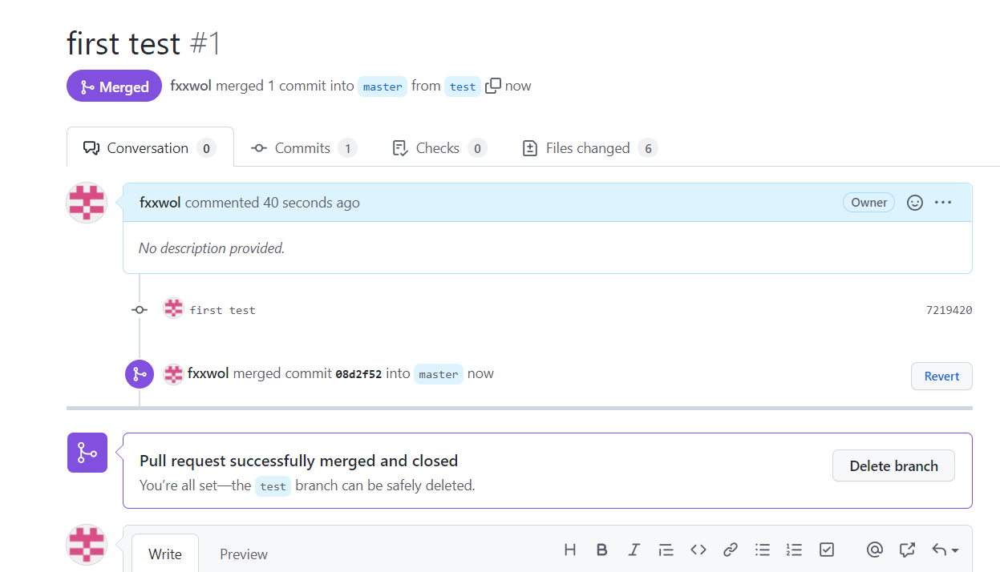 first test #1
Merged fxxwol merged 1 commit into master from test now
Conversation 0 Commits 1 Checks 0 Files changed 6
fxxwol commented 40 seconds ago Owner
No description provided.
first test 7219420
fxxwol merged commit 08d2f52 into master now Revert
Pull request successfully merged and closed
You’re all set—the test branch can be safely deleted.
Delete branch
Write Preview